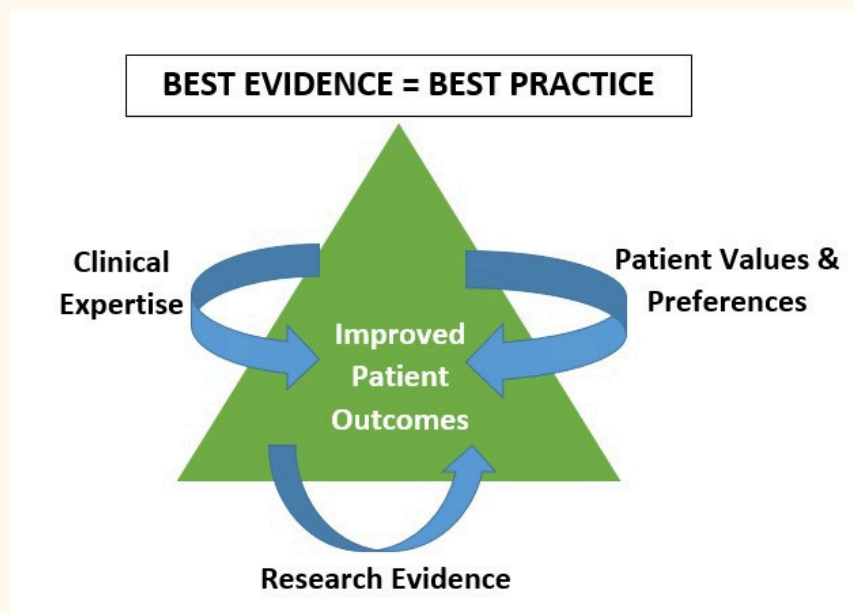 BEST EVIDENCE = BEST PRACTICE
Clinical
Expertise
Patient Values &
Preferences
Improved
Patient
Outcomes
Research Evidence